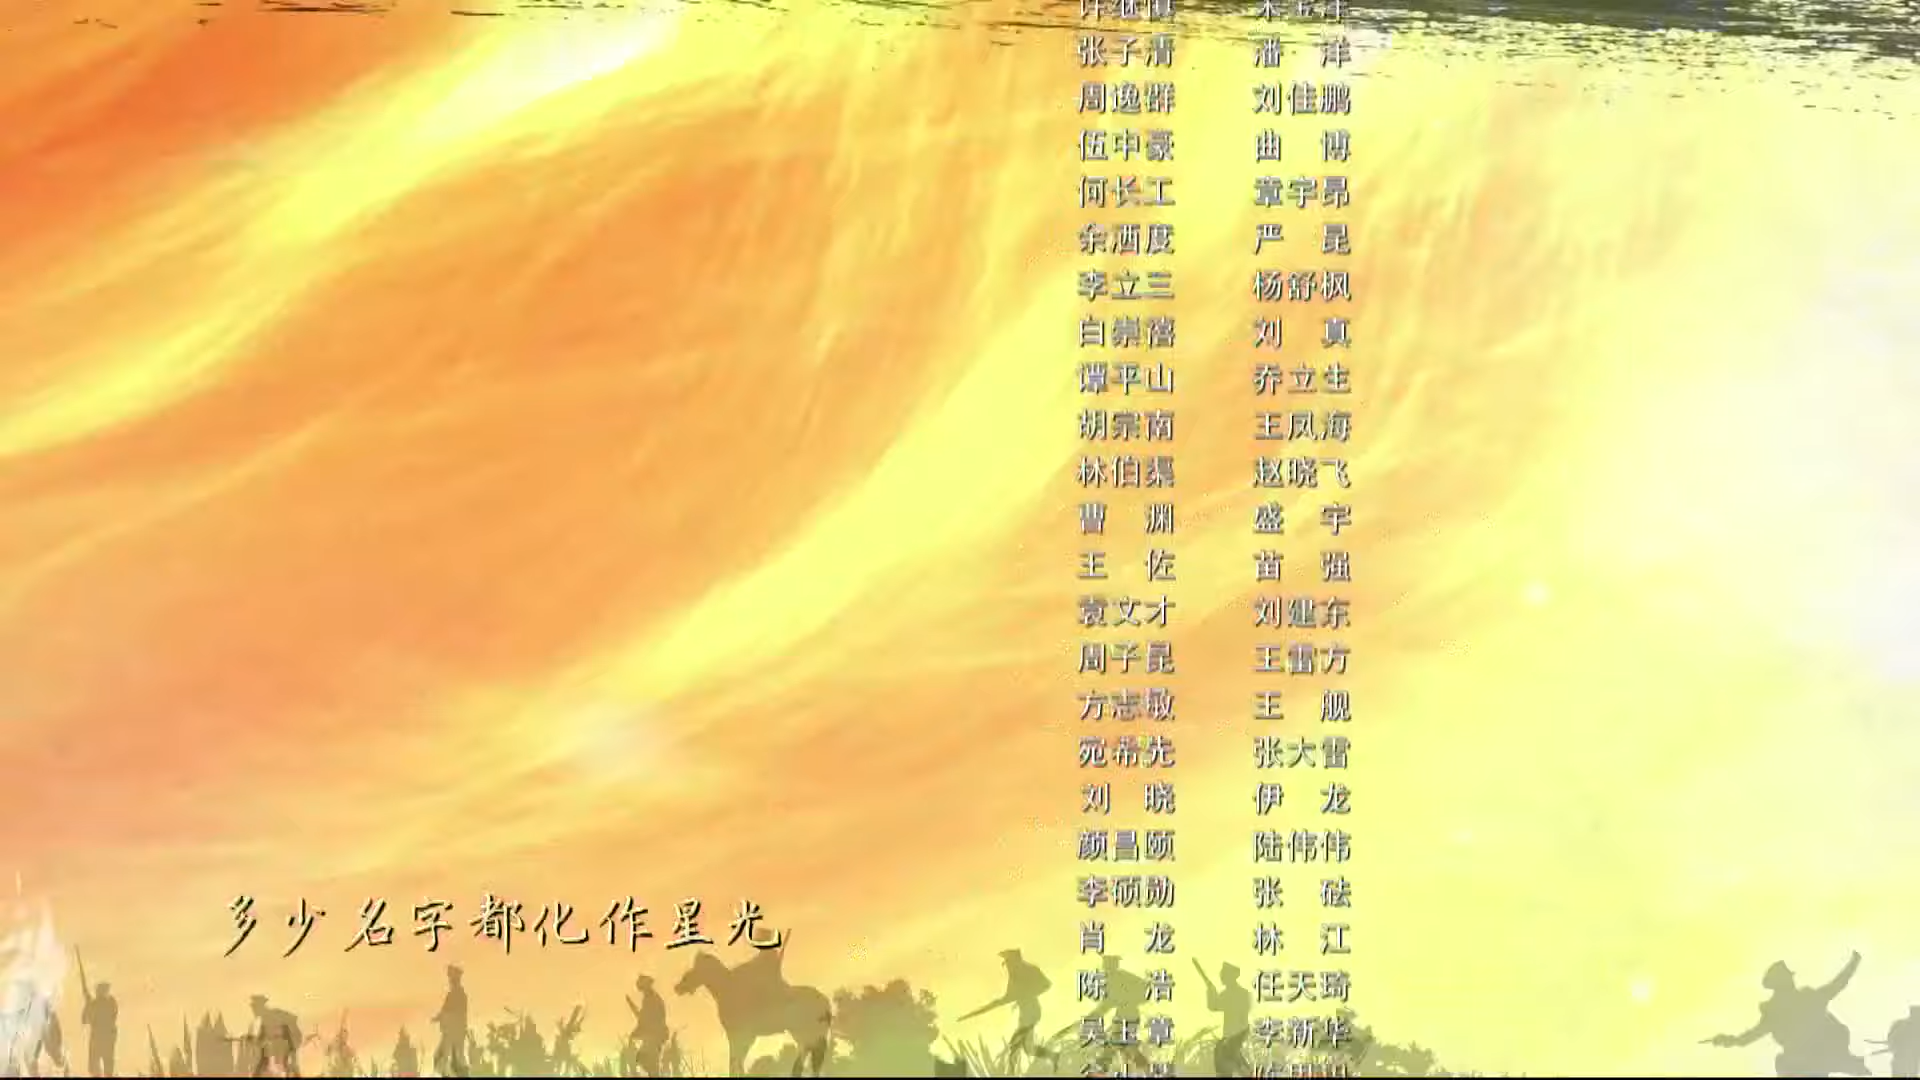 张子清 潘洋
周逸群 刘佳鹏
伍中豪 曲博
何长工 章宇昂
余洒度 严昆
李立三 杨舒枫
白崇禧 刘真
谭平山 乔立生
胡宗南 王凤海
林伯渠 赵晓飞
曹渊 盛宇
王佐 苗强
袁文才 刘建东
周子昆 王雷方
方志敏 王舰
宛希先 张大雷
刘晓 伊龙
颜昌颐 陆伟伟
李硕勋 张砝
肖龙 林江
陈浩 任天琦
吴玉章 李新华
多少名字都化作星光